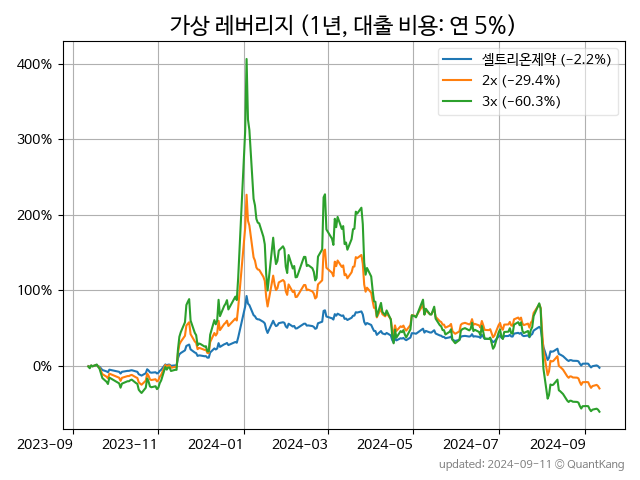 가상 레버리지 (1년, 대출 비용: 연 5%)
셀트리온제약 (−2.2%)
2x (−29.4%)
3x (−60.3%)
400%
300%
200%
100%
0%
2023-09 2023-11 2024-01 2024-03 2024-05 2024-07 2024-09
updated: 2024-09-11 © QuantKang